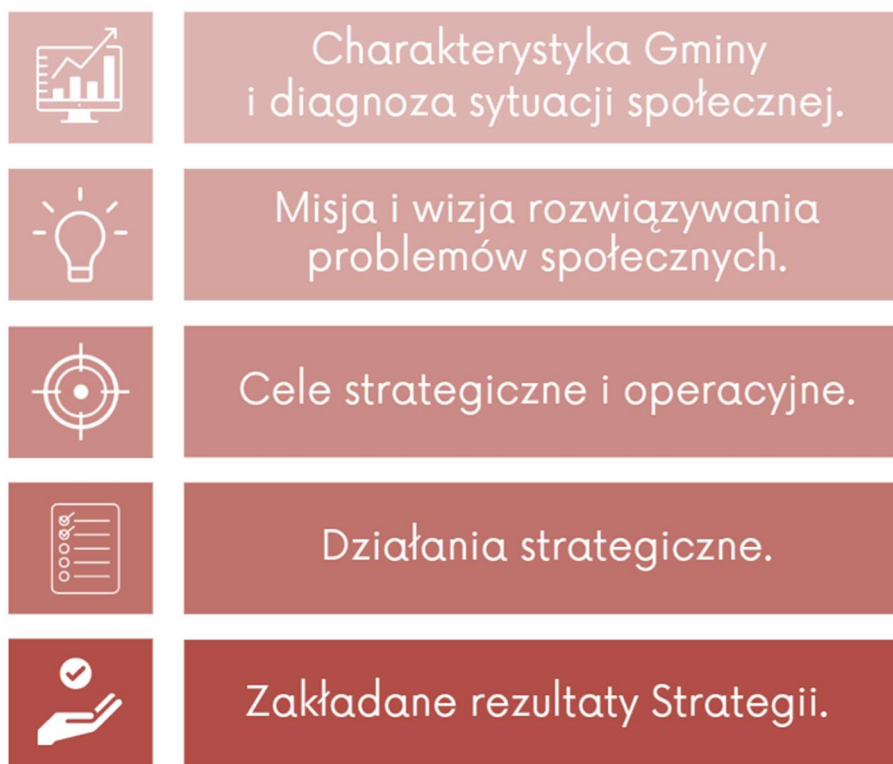 Charakterystyka Gminy
i diagnoza sytuacji społecznej.
Misja i wizja rozwiązywania
problemów społecznych.
Cele strategiczne i operacyjne.
Działania strategiczne.
Zakładane rezultaty Strategii.